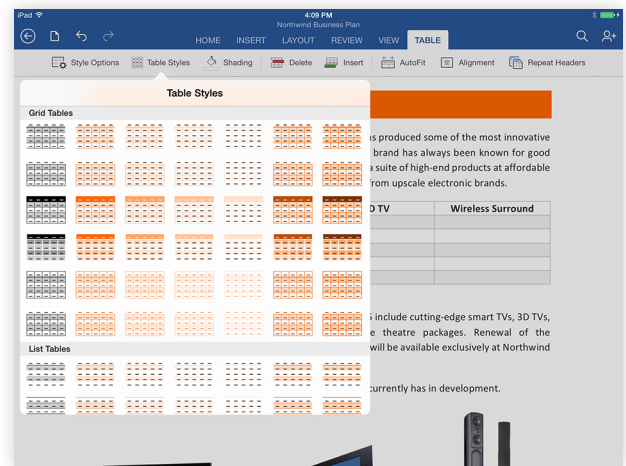 iPad
4:09 PM
Northwind Business Plan
HOME INSERT LAYOUT REVIEW VIEW TABLE
Style Options Table Styles Shading Delete Insert AutoFit Alignment Repeat Headers
Table Styles
Grid Tables
produced some of the most innovative
brand has always been known for good
a suite of high-end products at affordable
from upscale electronic brands.
TV Wireless Surround
include cutting-edge smart TVs, 3D TVs,
theatre packages. Renewal of the
will be available exclusively at Northwind
List Tables
currently has in development.